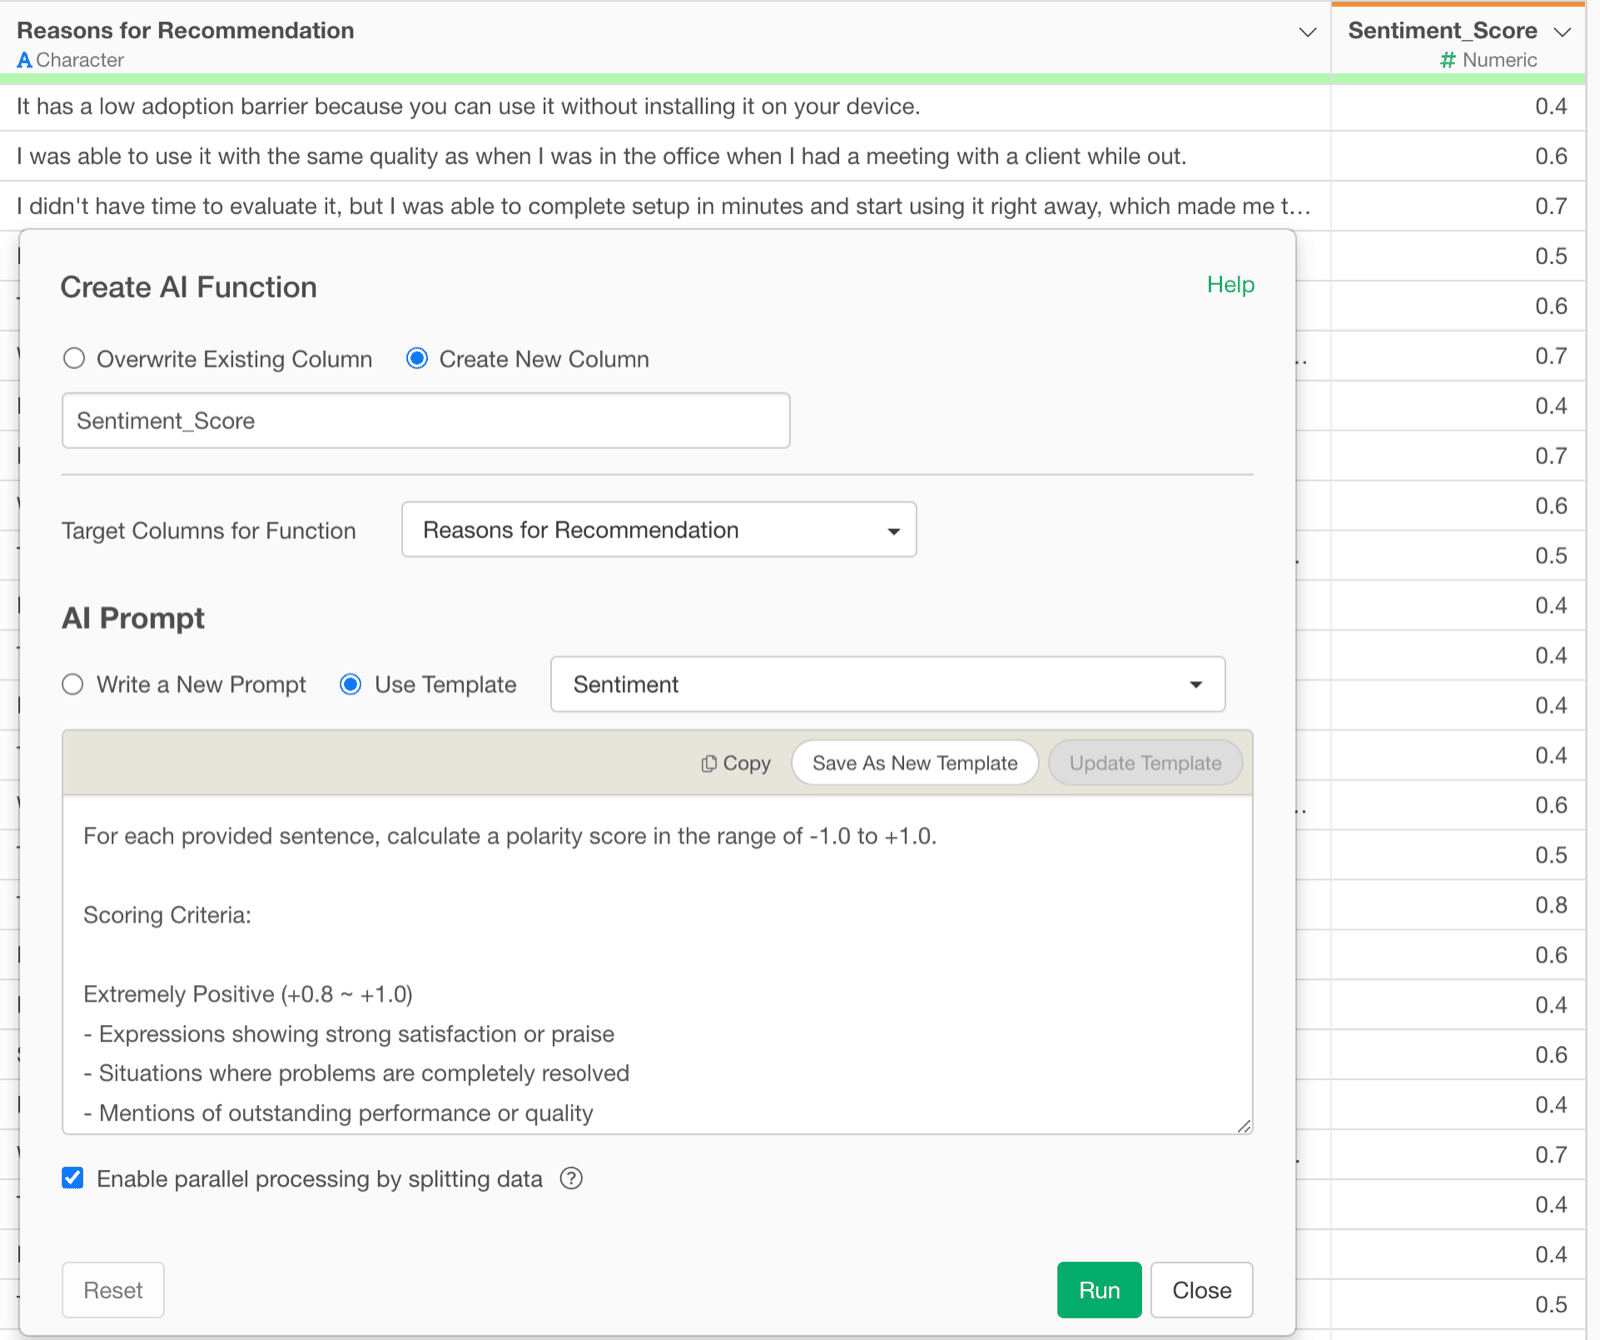 Reasons for Recommendation
Sentiment_Score
A Character
# Numeric
It has a low adoption barrier because you can use it without installing it on your device.
0.4
I was able to use it with the same quality as when I was in the office when I had a meeting with a client while out.
0.6
I didn't have time to evaluate it, but I was able to complete setup in minutes and start using it right away, which made me t...
0.7
0.5
0.6
0.7
0.4
0.7
0.6
0.5
0.4
0.4
0.4
0.4
0.6
0.5
0.8
0.6
0.4
0.6
0.4
0.7
0.4
0.4
0.5
Create AI Function
Help
Overwrite Existing Column
Create New Column
Sentiment_Score
Target Columns for Function
Reasons for Recommendation
AI Prompt
Write a New Prompt
Use Template
Sentiment
Copy
Save As New Template
Update Template
For each provided sentence, calculate a polarity score in the range of -1.0 to +1.0.
Scoring Criteria:
Extremely Positive (+0.8 ~ +1.0)
- Expressions showing strong satisfaction or praise
- Situations where problems are completely resolved
- Mentions of outstanding performance or quality
Enable parallel processing by splitting data ?
Reset
Run
Close